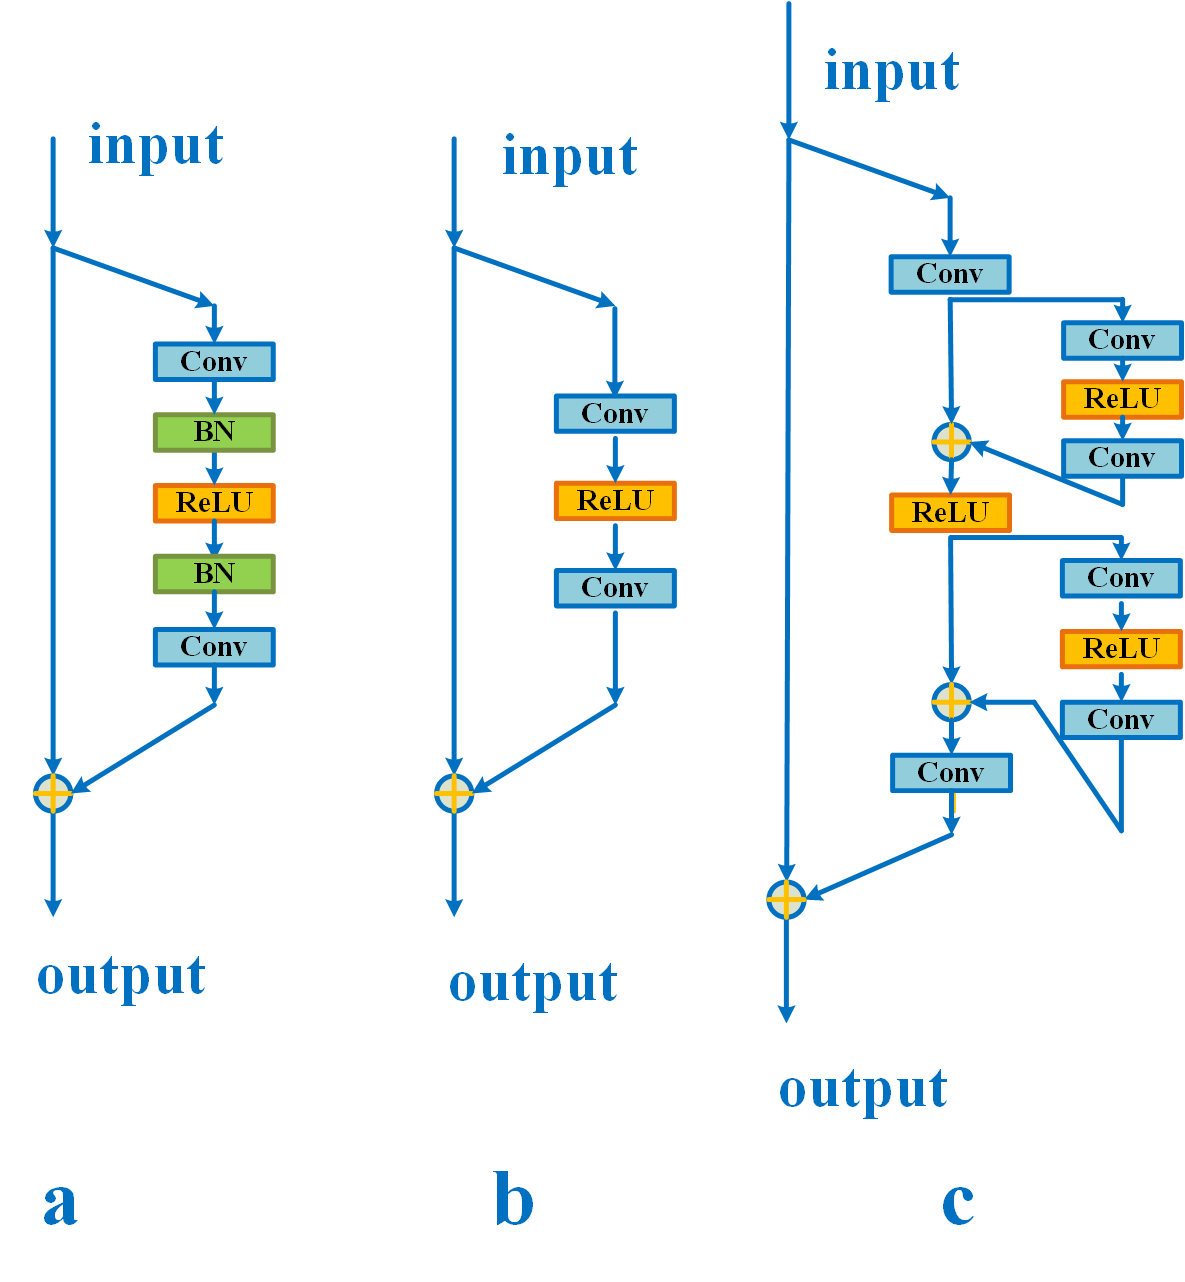 input
Conv
BN
ReLU
BN
Conv
output
a
input
Conv
ReLU
Conv
output
b
input
Conv
Conv
ReLU
Conv
ReLU
Conv
ReLU
Conv
Conv
output
c